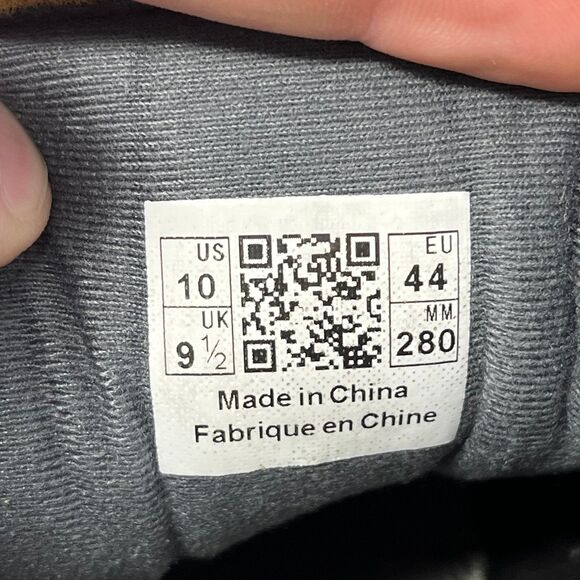 US
10
UK
9 1/2
EU
44
MM
280
Made in China
Fabrique en Chine